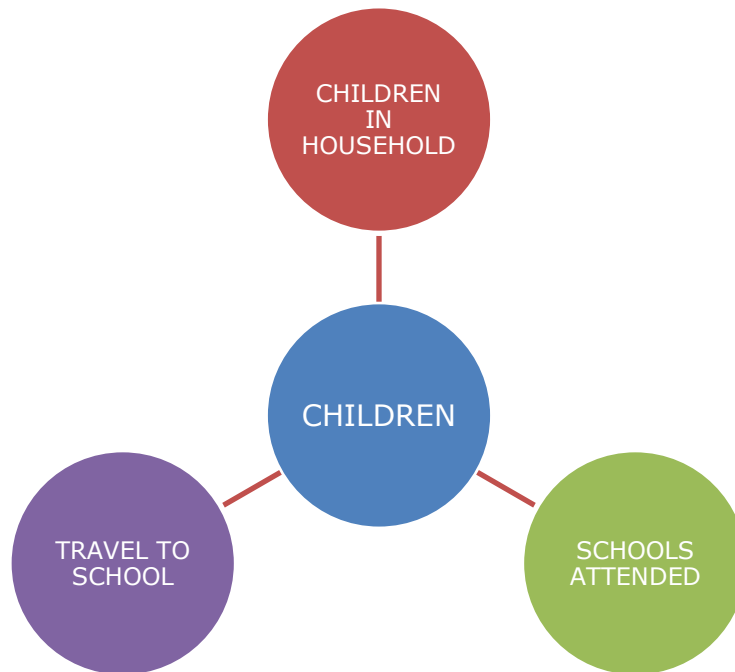 CHILDREN
IN
HOUSEHOLD
CHILDREN
TRAVEL TO
SCHOOL
SCHOOLS
ATTENDED